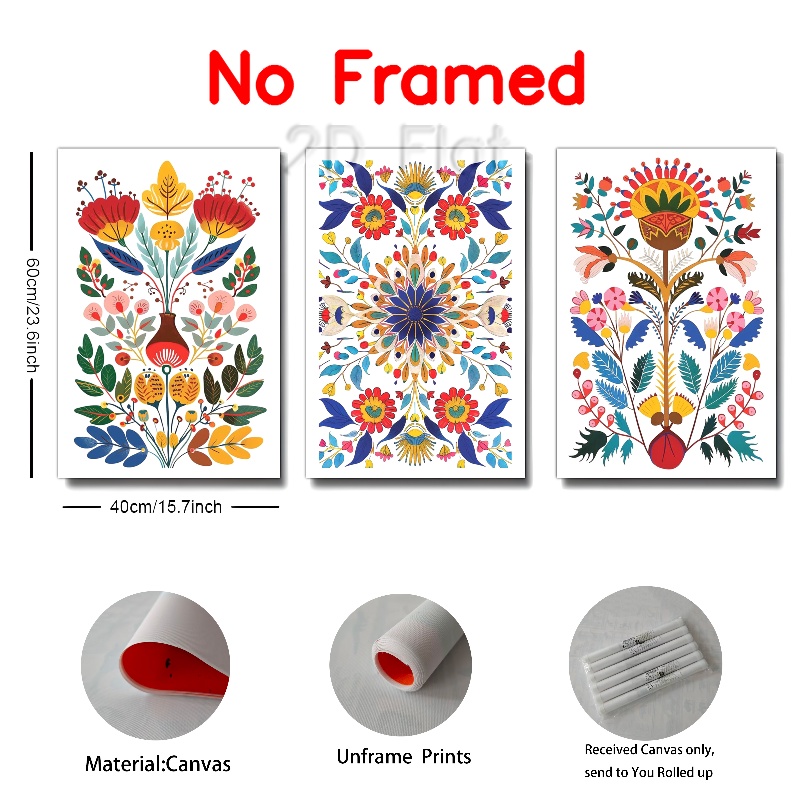 No Framed
2D Flat
60cm/23.6inch
40cm/15.7inch
Material:Canvas
Unframe Prints
Received Canvas only,
send to You Rolled up